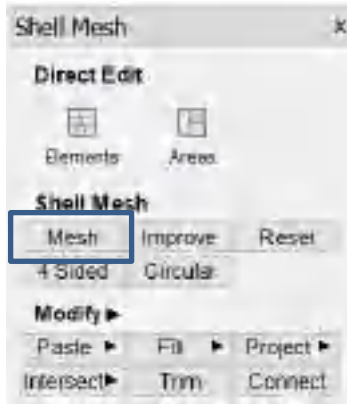 Shell Mesh x
Direct Edit
Elements Areas
Shell Mesh
Mesh Improve Reset
4 Sided Circular
Modify ▶
Paste ▶ Fill ▶ Project ▶
Intersect ▶ Trim Connect